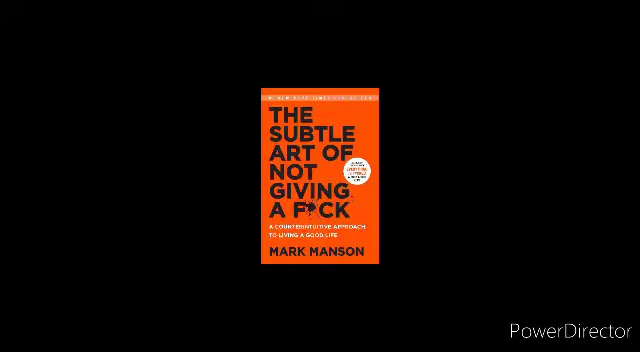 THE
SUBTLE
ART OF
NOT
GIVING
A F*CK
A COUNTERINTUITIVE APPROACH
TO LIVING A GOOD LIFE
MARK MANSON
PowerDirector